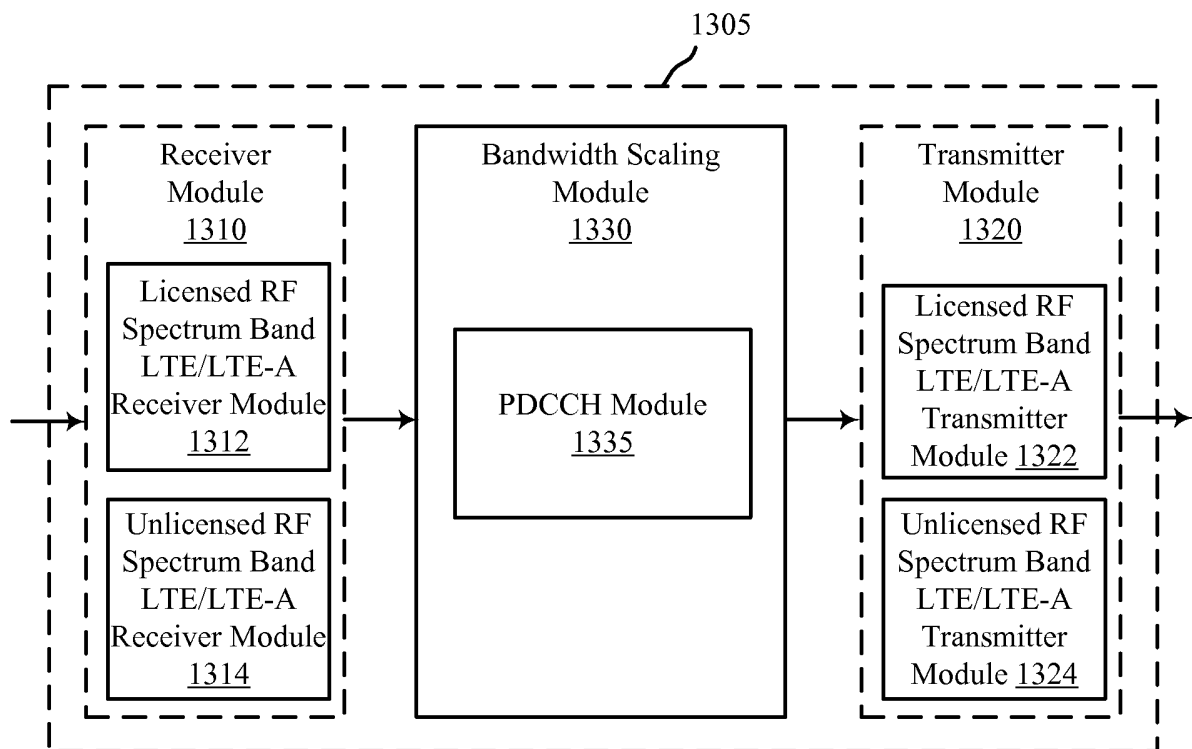 1305
Receiver
Module
1310
Licensed RF
Spectrum Band
LTE/LTE-A
Receiver Module
1312
Unlicensed RF
Spectrum Band
LTE/LTE-A
Receiver Module
1314
Bandwidth Scaling
Module
1330
PDCCH Module
1335
Transmitter
Module
1320
Licensed RF
Spectrum Band
LTE/LTE-A
Transmitter
Module 1322
Unlicensed RF
Spectrum Band
LTE/LTE-A
Transmitter
Module 1324